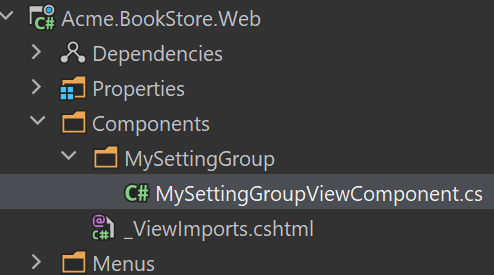 Acme.BookStore.Web
Dependencies
Properties
Components
MySettingGroup
C# MySettingGroupViewComponent.cs
_ViewImports.cshtml
Menus